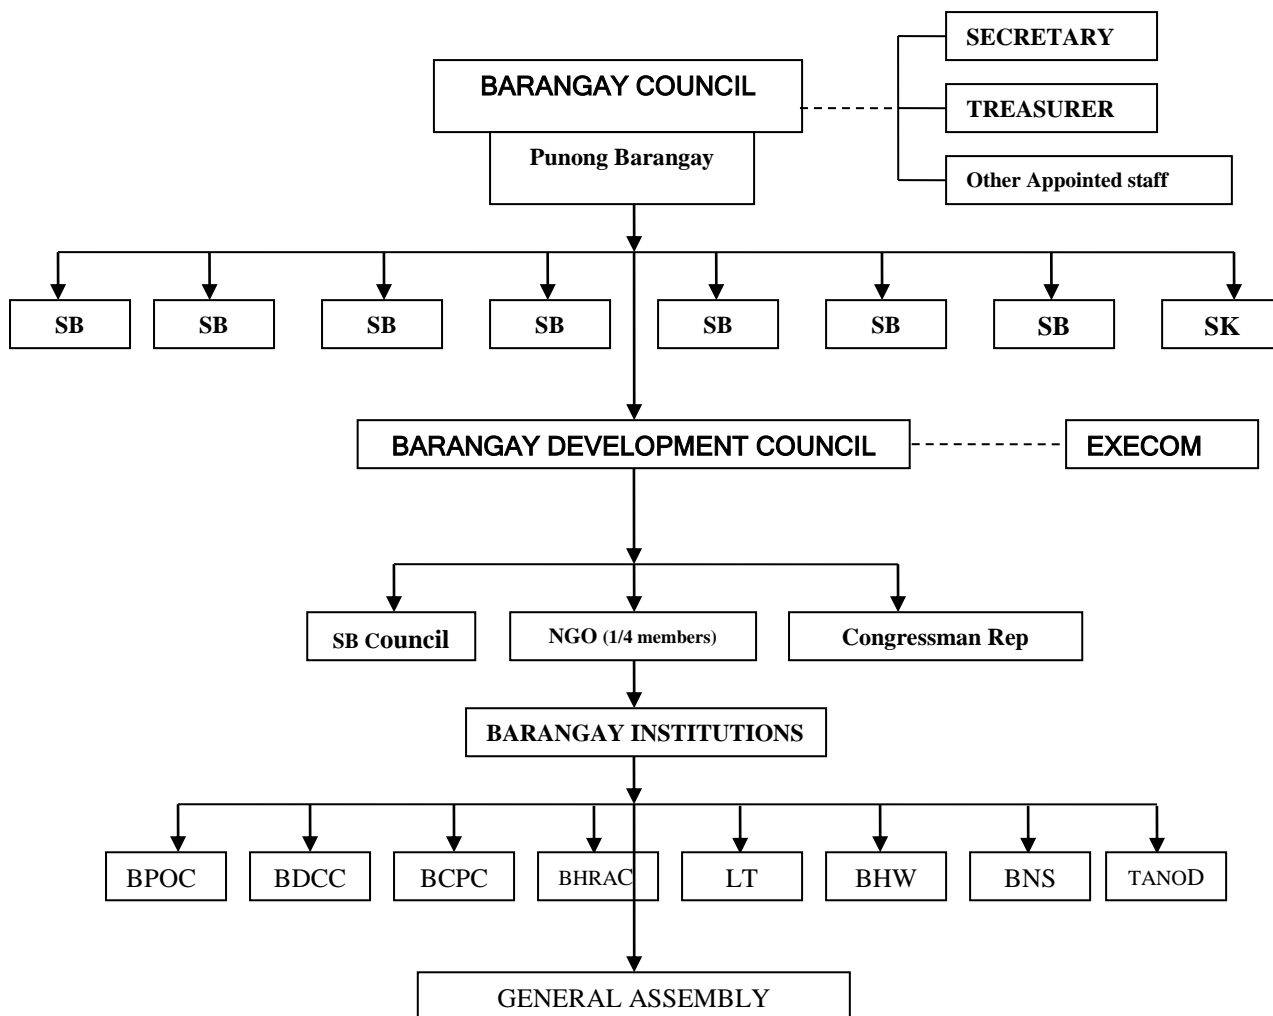 SECRETARY
BARANGAY COUNCIL
TREASURER
Punong Barangay
Other Appointed staff
SB SB SB SB SB SB SB SK
BARANGAY DEVELOPMENT COUNCIL EXECOM
SB Council NGO (1/4 members) Congressman Rep
BARANGAY INSTITUTIONS
BPOC BDCC BCPC BHRAC LT BHW BNS TANOD
GENERAL ASSEMBLY